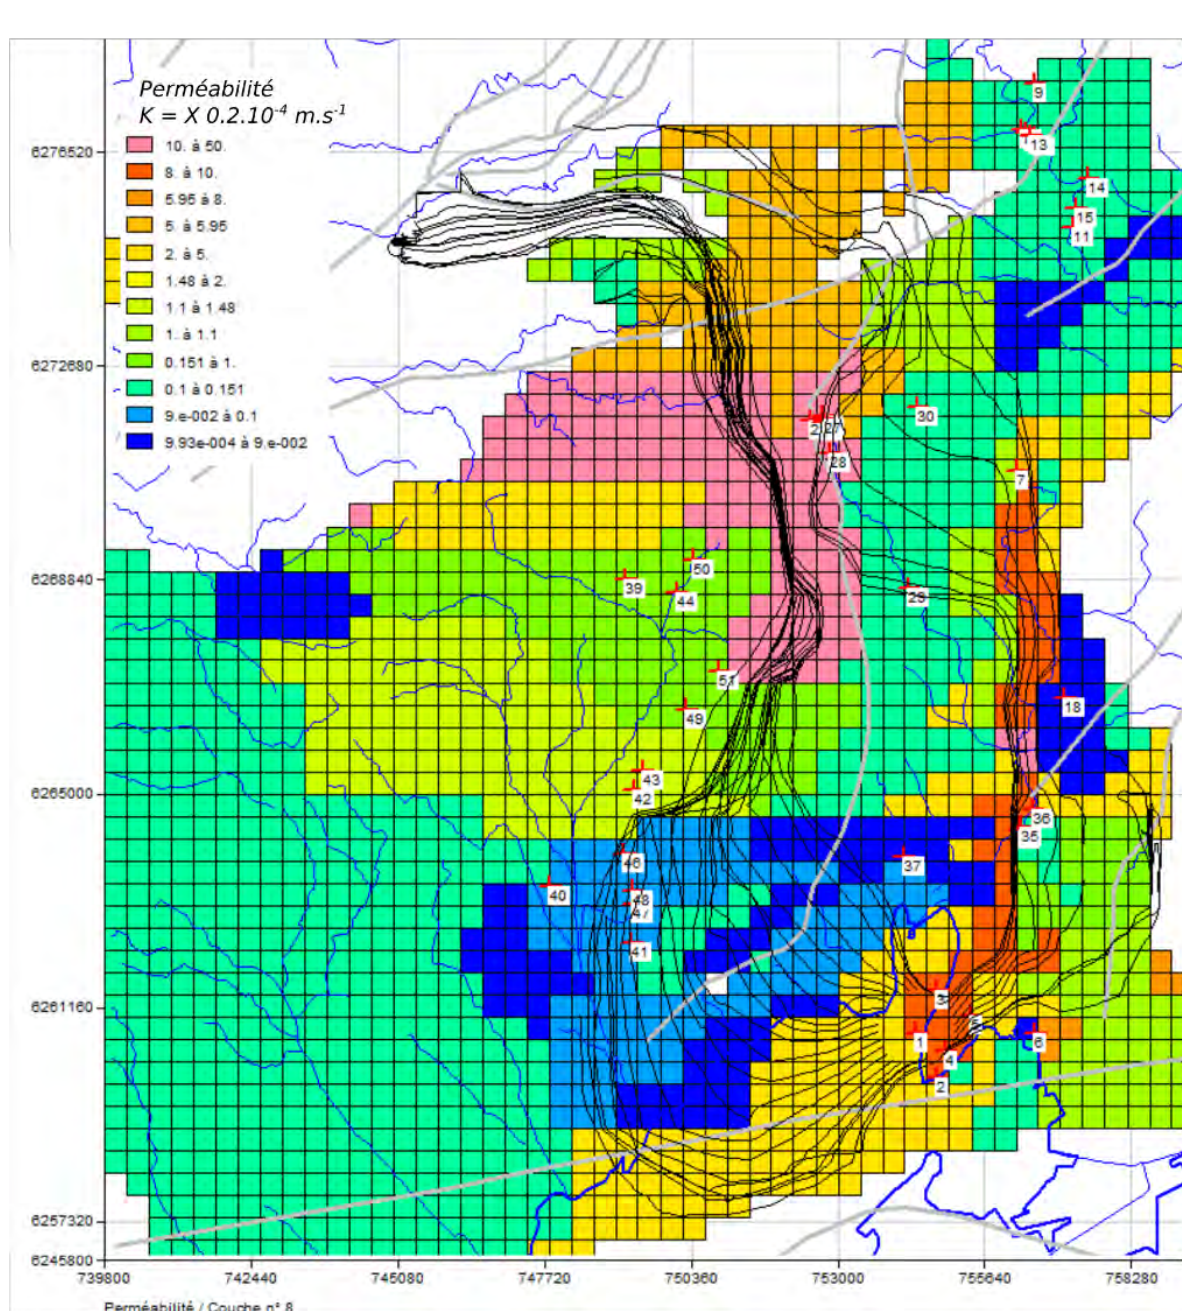 Perméabilité
K = X 0.2.10⁻⁴ m.s⁻¹
10. à 50.
8. à 10.
5.95 à 8.
5. à 5.95
2. à 5.
1.48 à 2.
1.1 à 1.48
1. à 1.1
0.151 à 1.
0.1 à 0.151
9.e-002 à 0.1
9.93e-004 à 9.e-002
6276520
6272680
6268840
6265000
6261160
6257320
6245800
739800 742440 745080 747720 750360 753000 755640 758280
9
13
14
15
11
30
2 27
28
7
50
39
44
29
51
49
18
43
42
36
35
46
37
40
48
47
41
3
5
1
6
4
2
Perméabilité / Couche n° 8